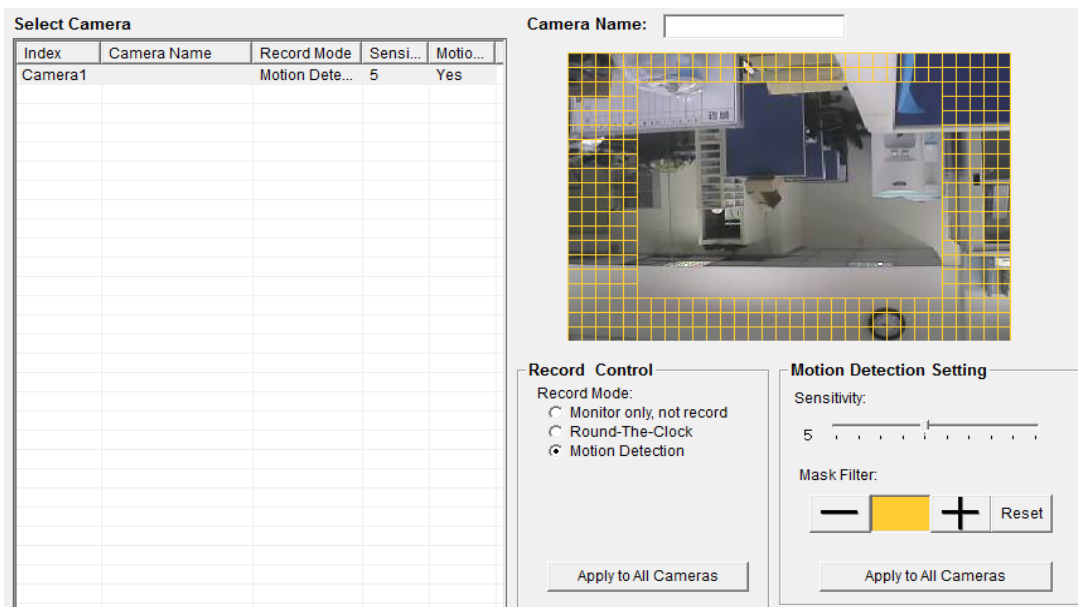 Select Camera
Index Camera Name Record Mode Sensi... Motio...
Camera1 Motion Dete... 5 Yes
Camera Name:
Record Control
Record Mode:
Monitor only, not record
Round-The-Clock
Motion Detection
Apply to All Cameras
Motion Detection Setting
Sensitivity:
5
Mask Filter:
Reset
Apply to All Cameras